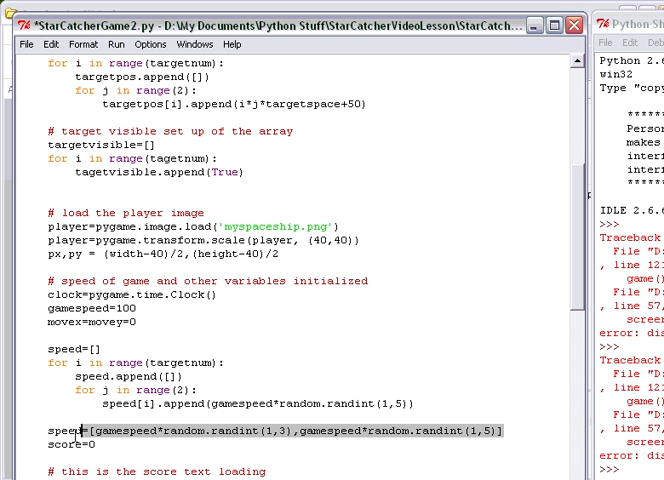 *StarCatcherGame2.py - D:\My Documents\Python Stuff\StarCatcherVideoLesson\StarCatch...
File Edit Format Run Options Windows Help
for i in range(targetnum):
targetpos.append([])
for j in range(2):
targetpos[i].append(i*j*targetspace+50)
# target visible set up of the array
targetvisible=[]
for i in range(tagetnum):
tagetvisible.append(True)
# load the player image
player=pygame.image.load('myspaceship.png')
player=pygame.transform.scale(player, (40,40))
px,py = (width-40)/2,(height-40)/2
# speed of game and other variables initialized
clock=pygame.time.Clock()
gamespeed=100
movex=movey=0
speed=[]
for i in range(targetnum):
speed.append([])
for j in range(2):
speed[i].append(gamespeed*random.randint(1,5))
speed=[gamespeed*random.randint(1,3),gamespeed*random.randint(1,5)]
score=0
# this is the score text loading
Python Sh
File Edit Deb
Python 2.6
win32
Type "copy
******
Person
makes
interf
interi
******
IDLE 2.6.6
>>>
Traceback
File "D:
, line 121
game()
File "D:
, line 57,
screen
error: dis
>>>
Traceback
File "D:
, line 121
game()
File "D:
, line 57,
screen
error: dis
>>>